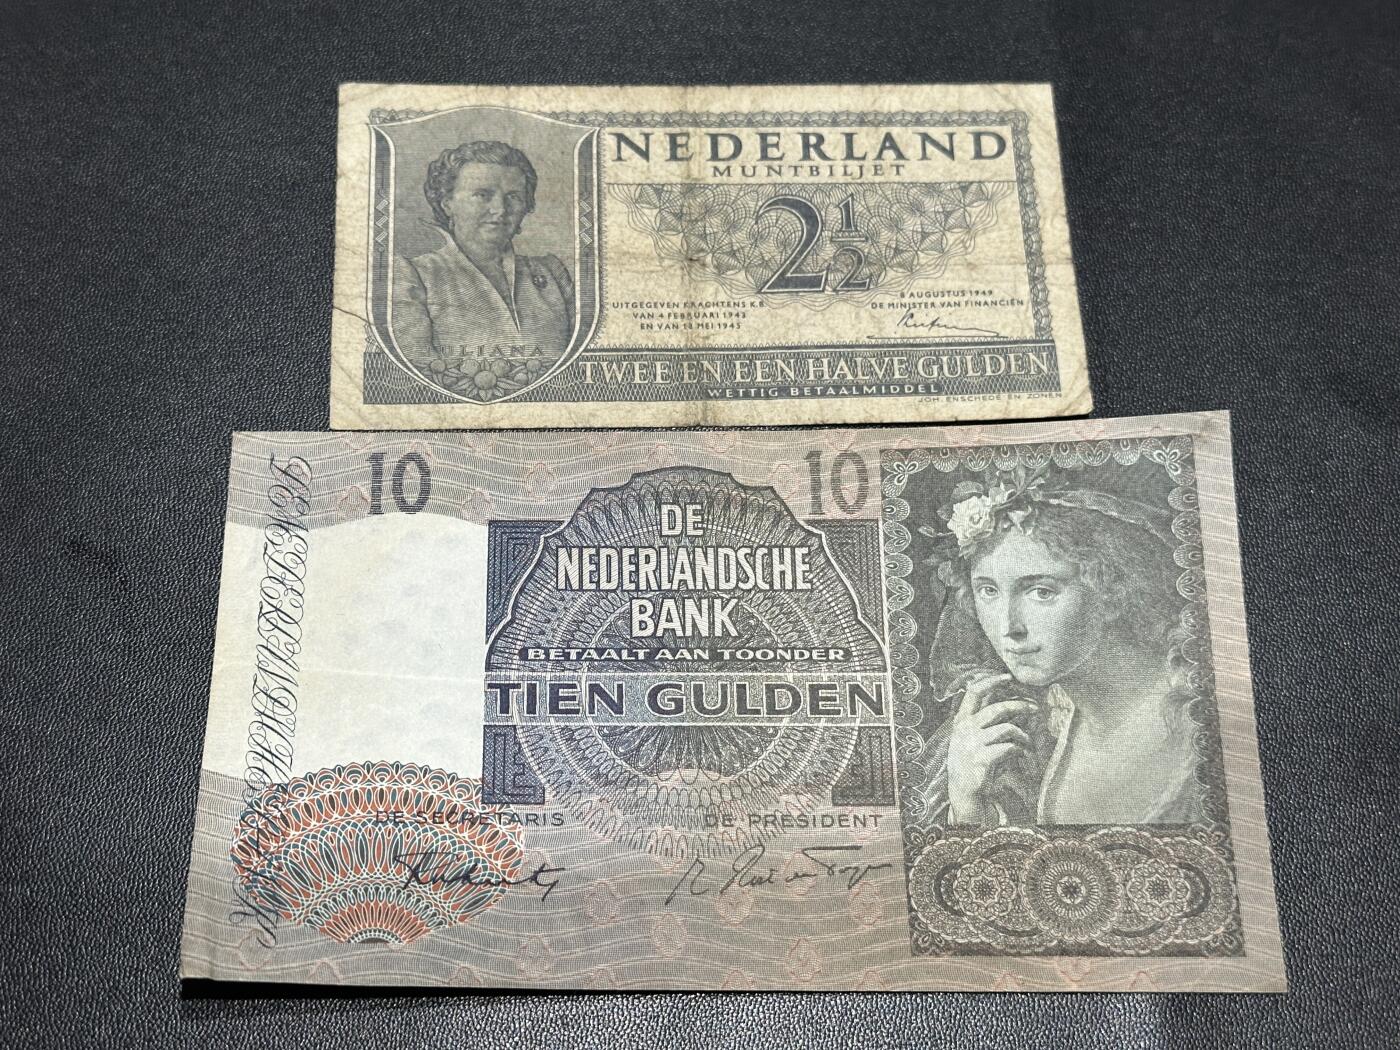 NEDERLAND
MUNTBILJET
2 1/2
UITGEGEVEN KRACHTENS K.B.
VAN 4 FEBRUARI 1943
EN VAN 18 MEI 1945
8 AUGUSTUS 1949
DE MINISTER VAN FINANCIËN
JULIANA
TWEE EN EEN HALVE GULDEN
WETTIG BETAALMIDDEL
JOH. ENSCHEDÉ EN ZONEN
10
10
DE
NEDERLANDSCHE
BANK
BETAALT AAN TOONDER
TIEN GULDEN
DE SECRETARIS
DE PRESIDENT